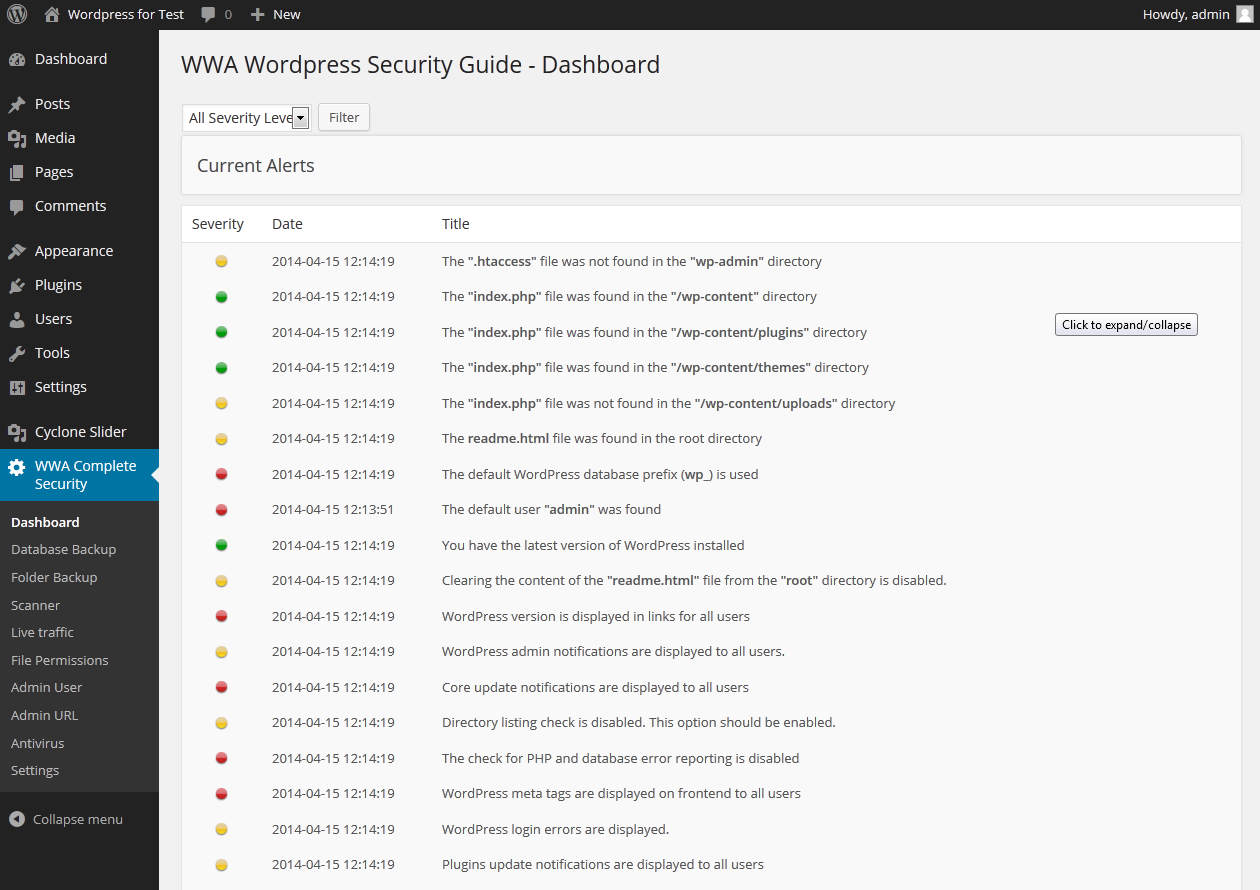 Wordpress for Test 0 + New Howdy, admin
Dashboard
Posts
Media
Pages
Comments
Appearance
Plugins
Users
Tools
Settings
Cyclone Slider
WWA Complete
Security
Dashboard
Database Backup
Folder Backup
Scanner
Live traffic
File Permissions
Admin User
Admin URL
Antivirus
Settings
Collapse menu
WWA Wordpress Security Guide - Dashboard
All Severity Leve Filter
Current Alerts
Severity Date Title
2014-04-15 12:14:19 The ".htaccess" file was not found in the "wp-admin" directory
2014-04-15 12:14:19 The "index.php" file was found in the "/wp-content" directory
Click to expand/collapse
2014-04-15 12:14:19 The "index.php" file was found in the "/wp-content/plugins" directory
2014-04-15 12:14:19 The "index.php" file was found in the "/wp-content/themes" directory
2014-04-15 12:14:19 The "index.php" file was not found in the "/wp-content/uploads" directory
2014-04-15 12:14:19 The readme.html file was found in the root directory
2014-04-15 12:14:19 The default WordPress database prefix (wp_) is used
2014-04-15 12:13:51 The default user "admin" was found
2014-04-15 12:14:19 You have the latest version of WordPress installed
2014-04-15 12:14:19 Clearing the content of the "readme.html" file from the "root" directory is disabled.
2014-04-15 12:14:19 WordPress version is displayed in links for all users
2014-04-15 12:14:19 WordPress admin notifications are displayed to all users.
2014-04-15 12:14:19 Core update notifications are displayed to all users
2014-04-15 12:14:19 Directory listing check is disabled. This option should be enabled.
2014-04-15 12:14:19 The check for PHP and database error reporting is disabled
2014-04-15 12:14:19 WordPress meta tags are displayed on frontend to all users
2014-04-15 12:14:19 WordPress login errors are displayed.
2014-04-15 12:14:19 Plugins update notifications are displayed to all users